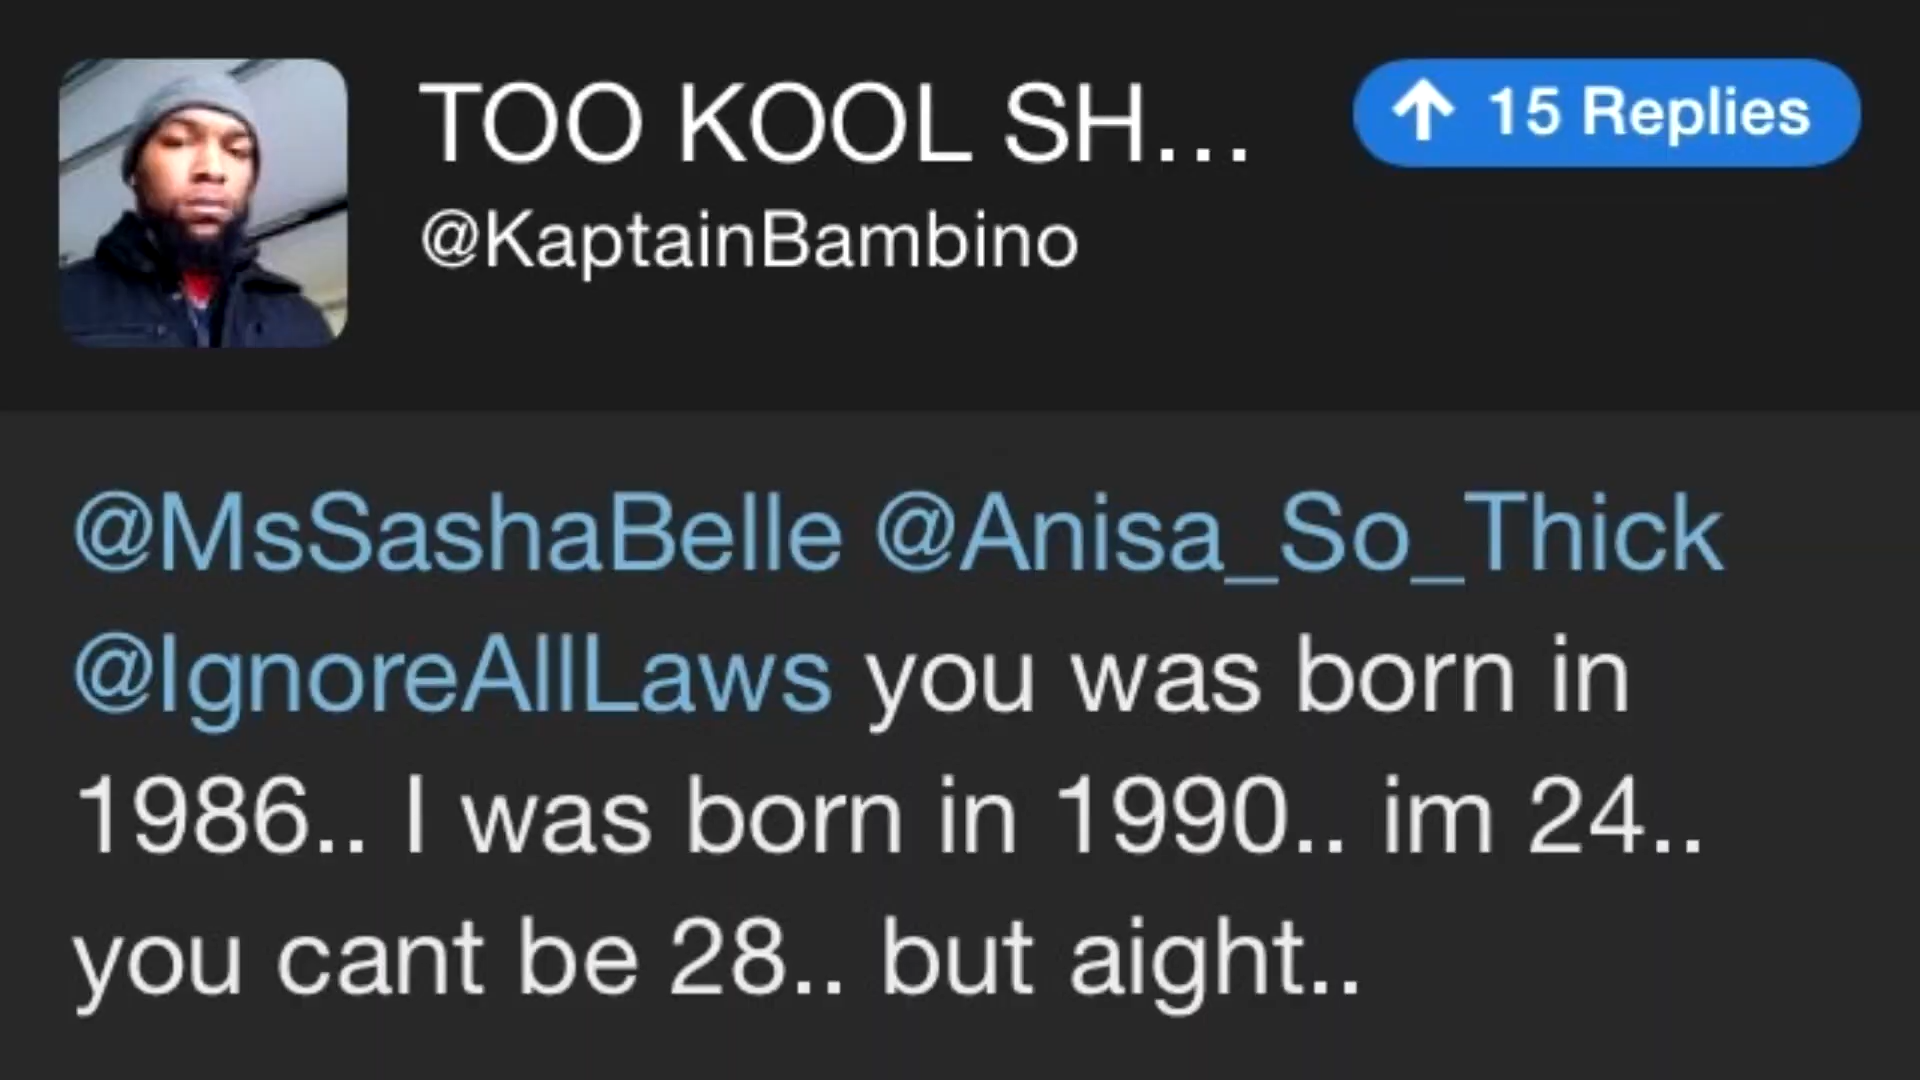 TOO KOOL SH...
15 Replies
@KaptainBambino
@MsSashaBelle @Anisa_So_Thick
@IgnoreAllLaws you was born in
1986.. I was born in 1990.. im 24..
you cant be 28.. but aight..